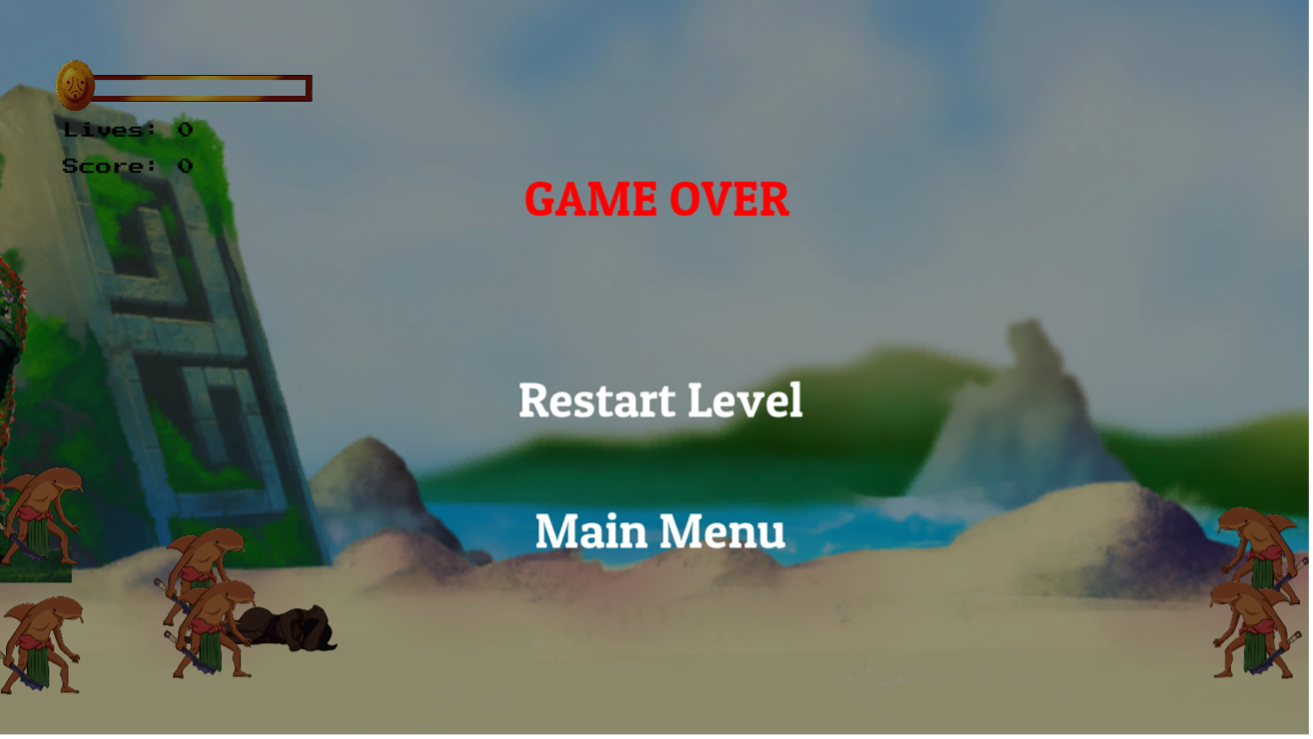 Lives: 0
Score: 0
GAME OVER
Restart Level
Main Menu